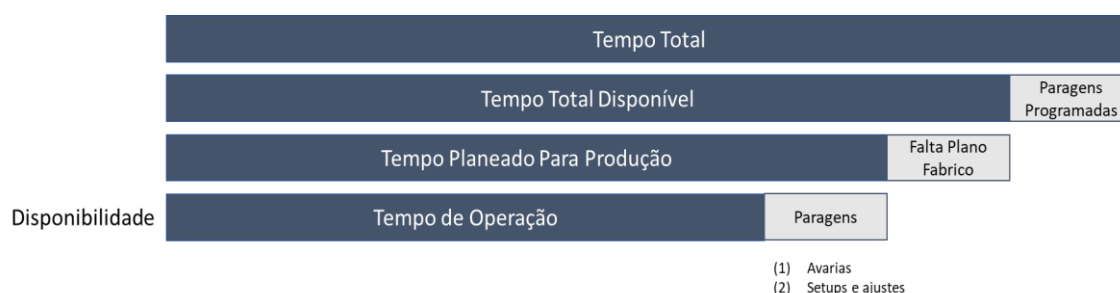 Tempo Total
Tempo Total Disponível
Paragens
Programadas
Tempo Planeado Para Produção
Falta Plano
Fabrico
Disponibilidade
Tempo de Operação
Paragens
(1) Avarias
(2) Setups e ajustes